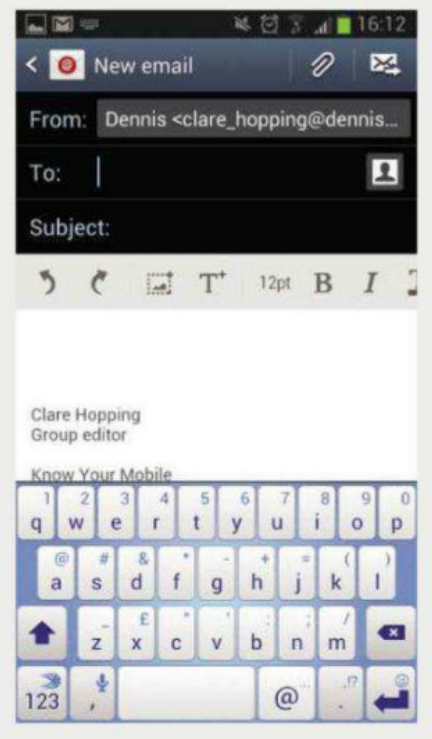 16:12
New email
From: Dennis <clare_hopping@dennis...
To:
Subject:
T+ 12pt B I
Clare Hopping
Group editor
Know Your Mobile
1 2 3 4 5 6 7 8 9 0
q w e r t y u i o p
@ # & * - + = ( )
a s d f g h j k l
_ £ " ' : ; /
z x c v b n m
123 , @ ... . ,!?